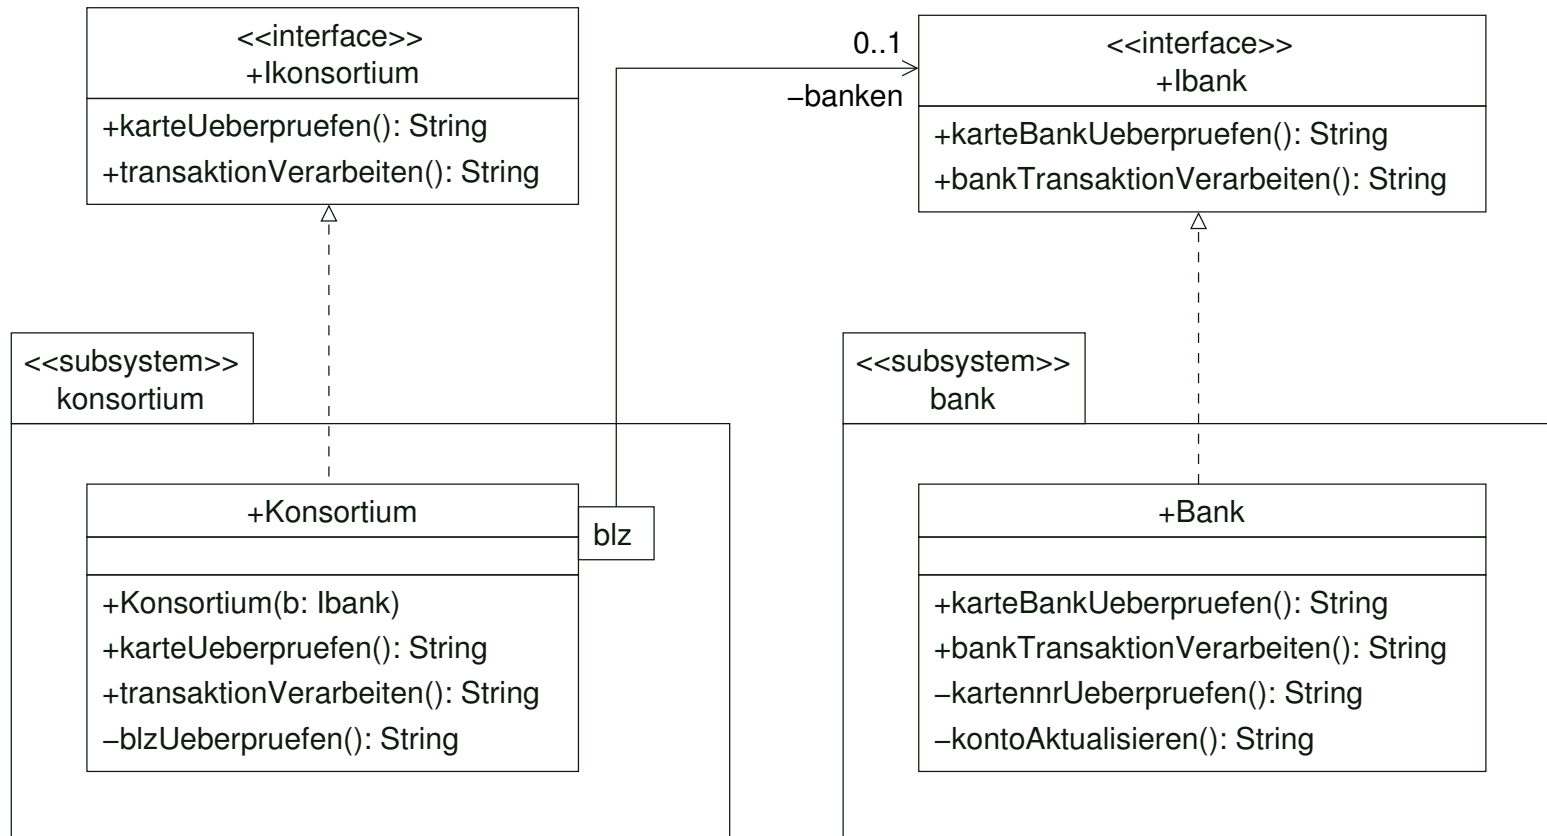 <<interface>>
+Ikonsortium
+karteUeberpruefen(): String
+transaktionVerarbeiten(): String
0..1
−banken
<<interface>>
+Ibank
+karteBankUeberpruefen(): String
+bankTransaktionVerarbeiten(): String
<<subsystem>>
konsortium
+Konsortium
blz
+Konsortium(b: Ibank)
+karteUeberpruefen(): String
+transaktionVerarbeiten(): String
−blzUeberpruefen(): String
<<subsystem>>
bank
+Bank
+karteBankUeberpruefen(): String
+bankTransaktionVerarbeiten(): String
−kartennrUeberpruefen(): String
−kontoAktualisieren(): String